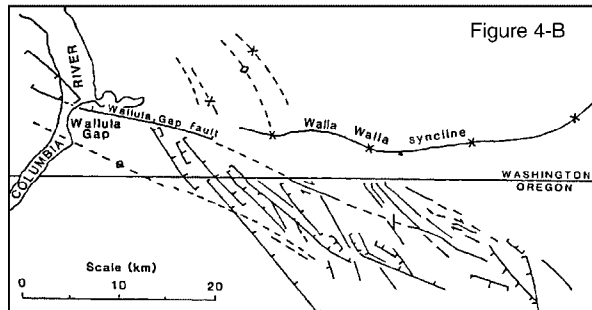 Figure 4-B
COLUMBIA RIVER
Wallula Gap
Wallula Gap Fault
Walla Walla syncline
a
WASHINGTON
OREGON
Scale (km)
0 10 20